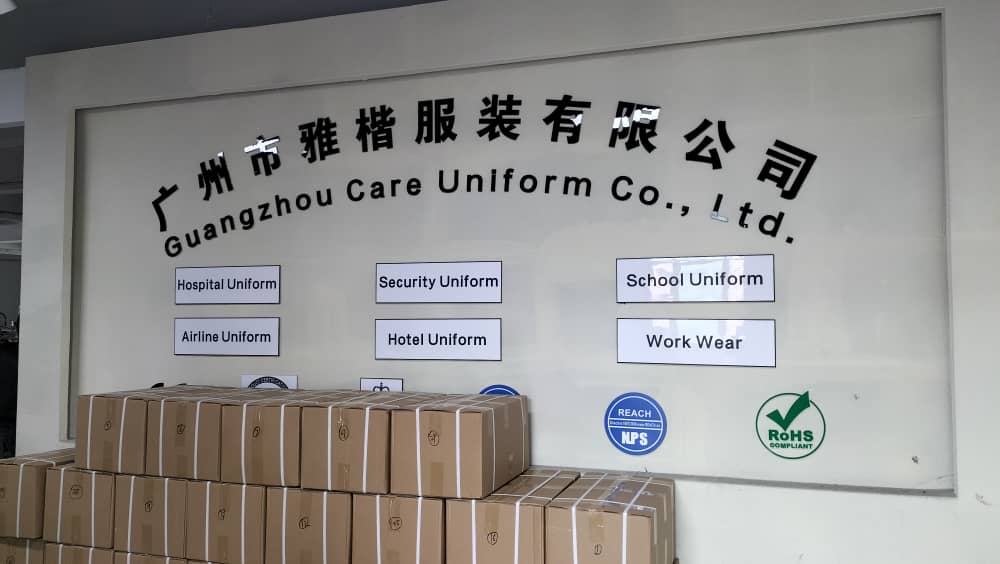 广州市雅楷服装有限公司
Guangzhou Care Uniform Co., Ltd.
Hospital Uniform
Security Uniform
School Uniform
Airline Uniform
Hotel Uniform
Work Wear
REACH
NPS
RoHS
COMPLIANT